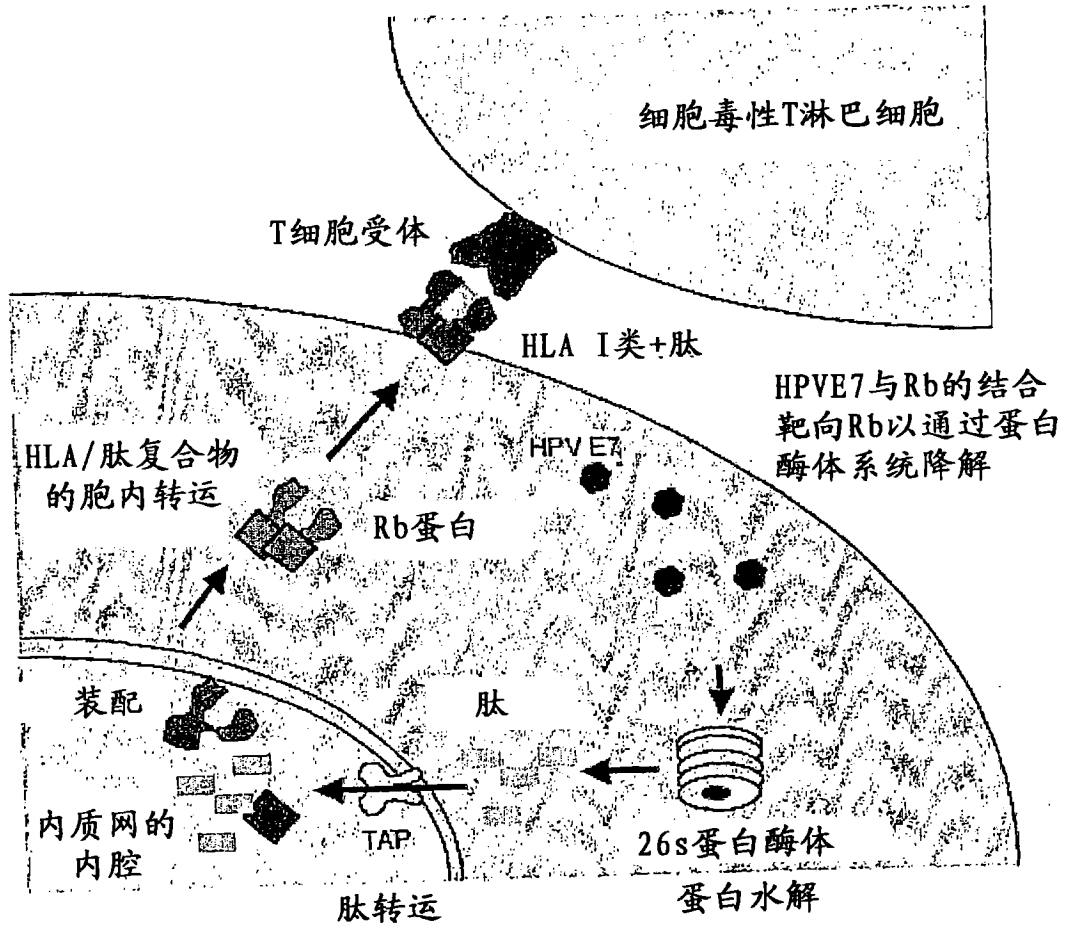 细胞毒性T淋巴细胞
T细胞受体
HLA I类+肽
HPVE7与Rb的结合
靶向Rb以通过蛋白
酶体系统降解
HPV E7
HLA/肽复合物
的胞内转运
Rb蛋白
装配
肽
内质网的
内腔
TAP
26s蛋白酶体
肽转运
蛋白水解